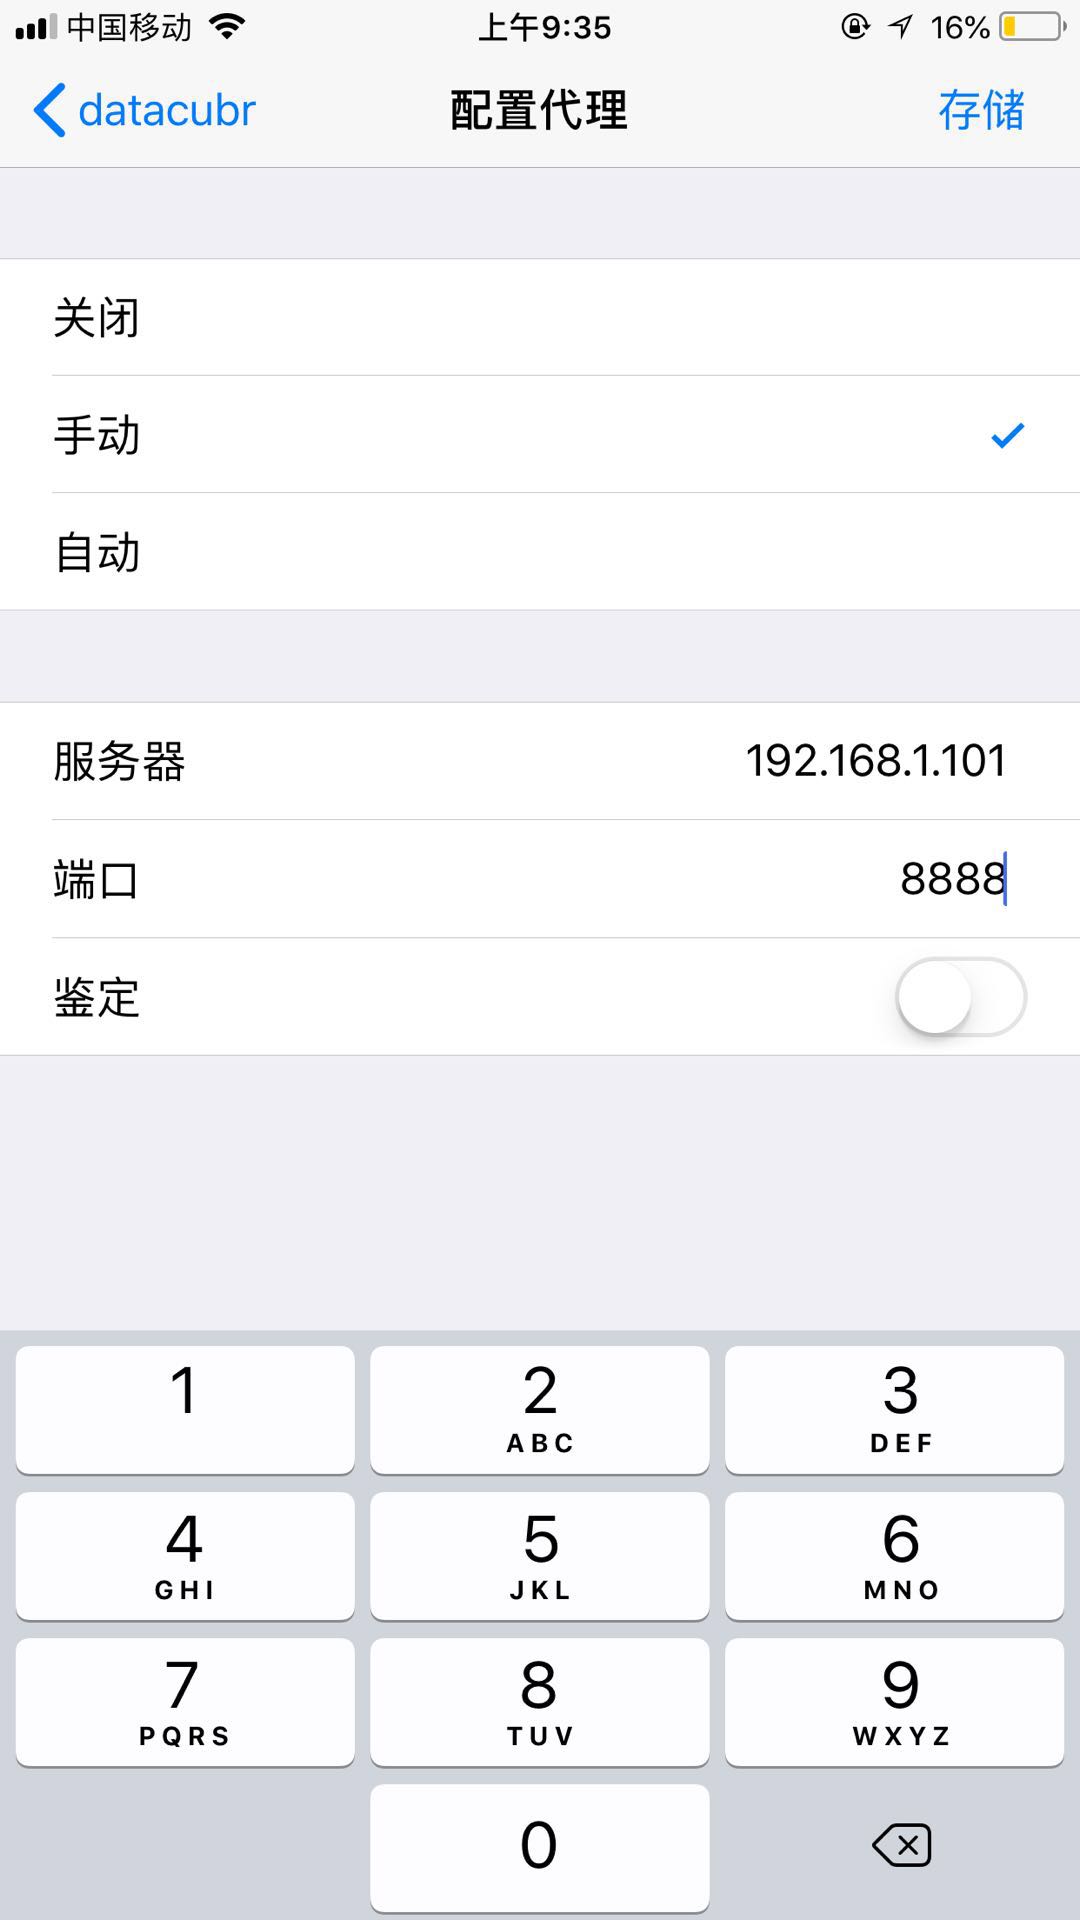 中国移动 上午9:35 16%
datacubr 配置代理 存储
关闭
手动
自动
服务器 192.168.1.101
端口 8888
鉴定
1 2 3
ABC DEF
4 5 6
GHI JKL MNO
7 8 9
PQRS TUV WXYZ
0